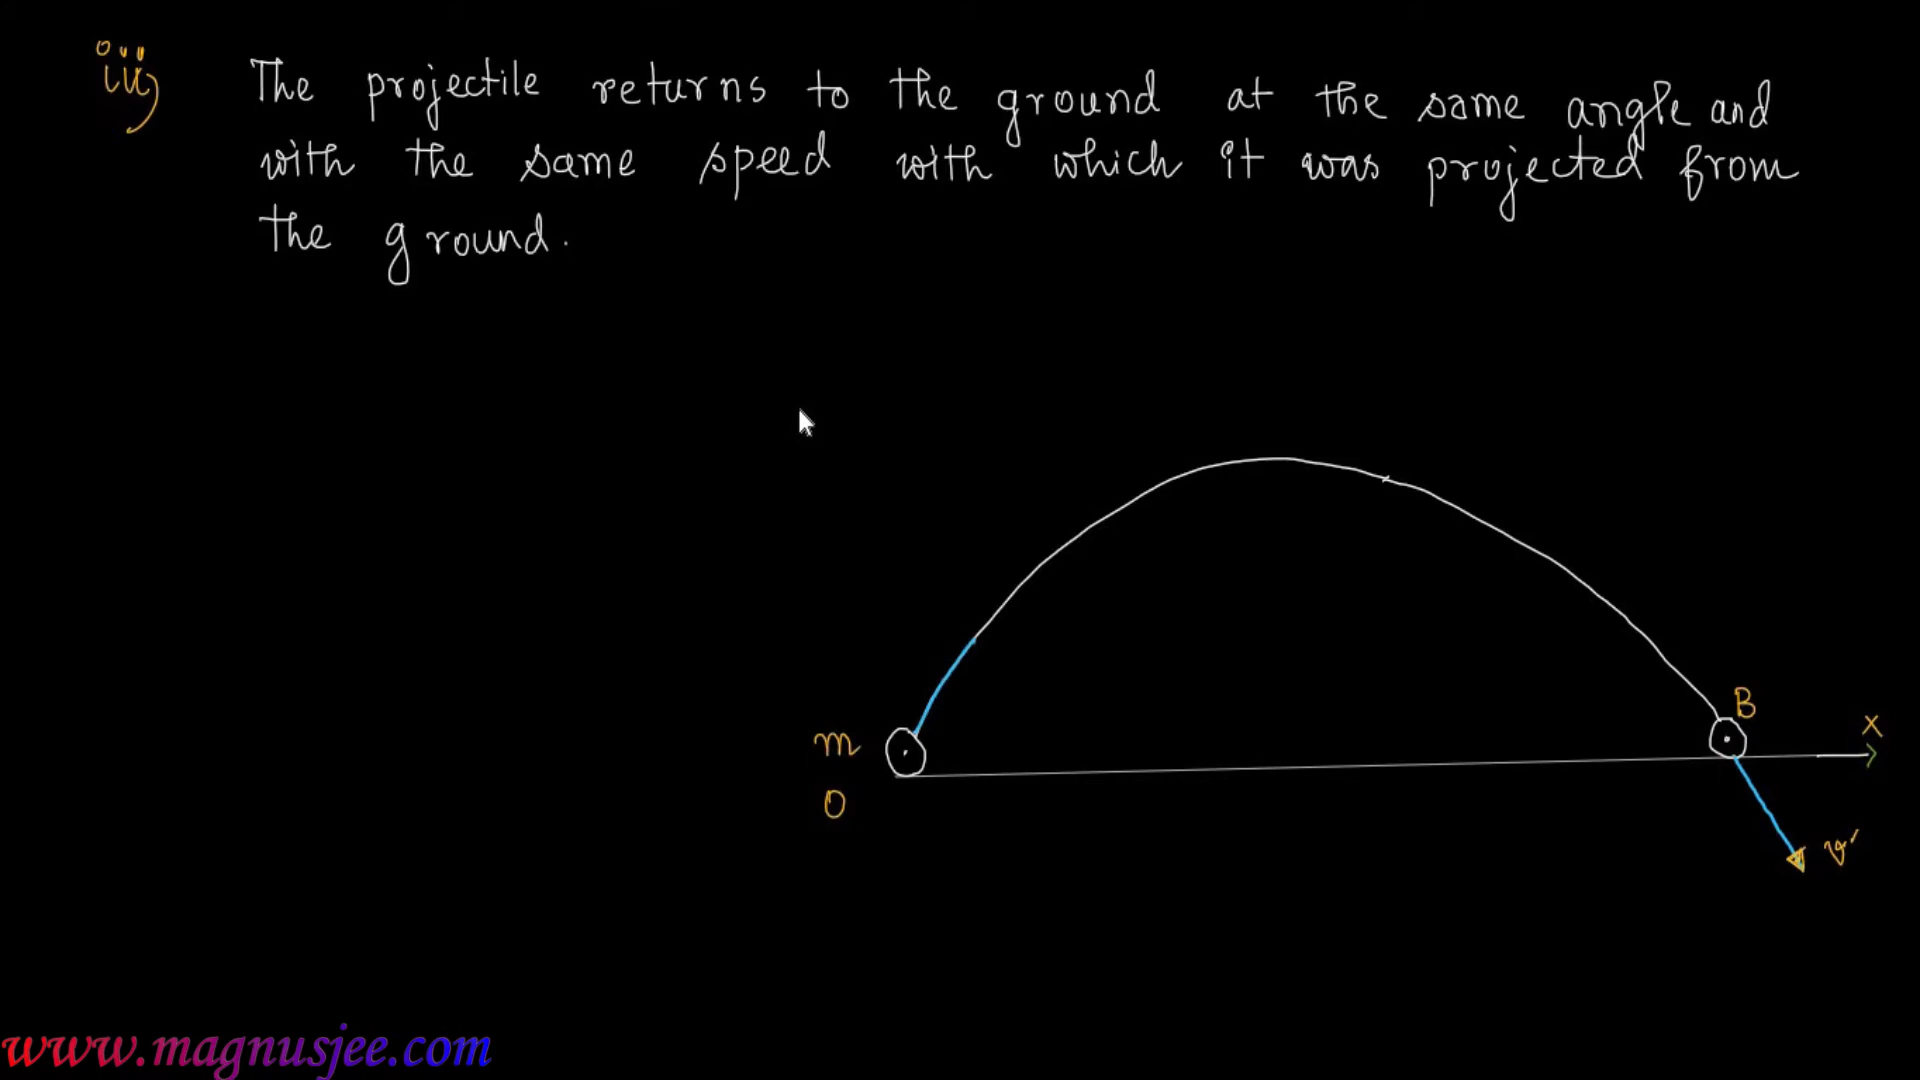 iii) The projectile returns to the ground at the same angle and
with the same speed with which it was projected from
the ground.
B
X
m
O
v'
www.magnusjee.com